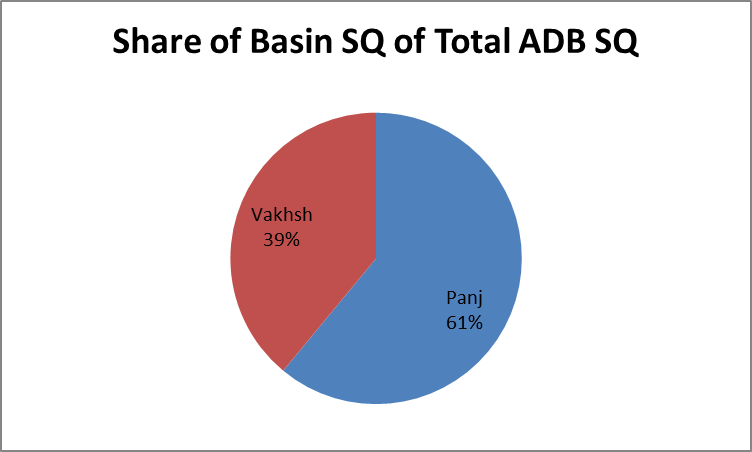 Share of Basin SQ of Total ADB SQ
Vakhsh
39%
Panj
61%